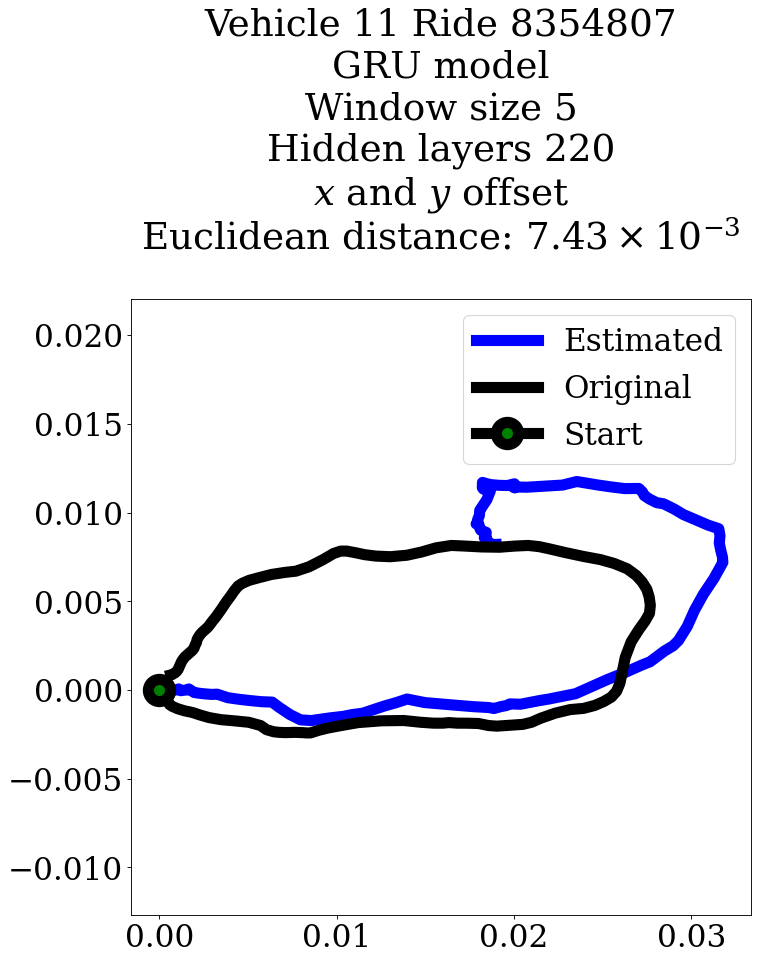 Vehicle 11 Ride 8354807
GRU model
Window size 5
Hidden layers 220
x and y offset
Euclidean distance: 7.43 × 10⁻³
Estimated
Original
Start
0.020
0.015
0.010
0.005
0.000
−0.005
−0.010
0.00 0.01 0.02 0.03